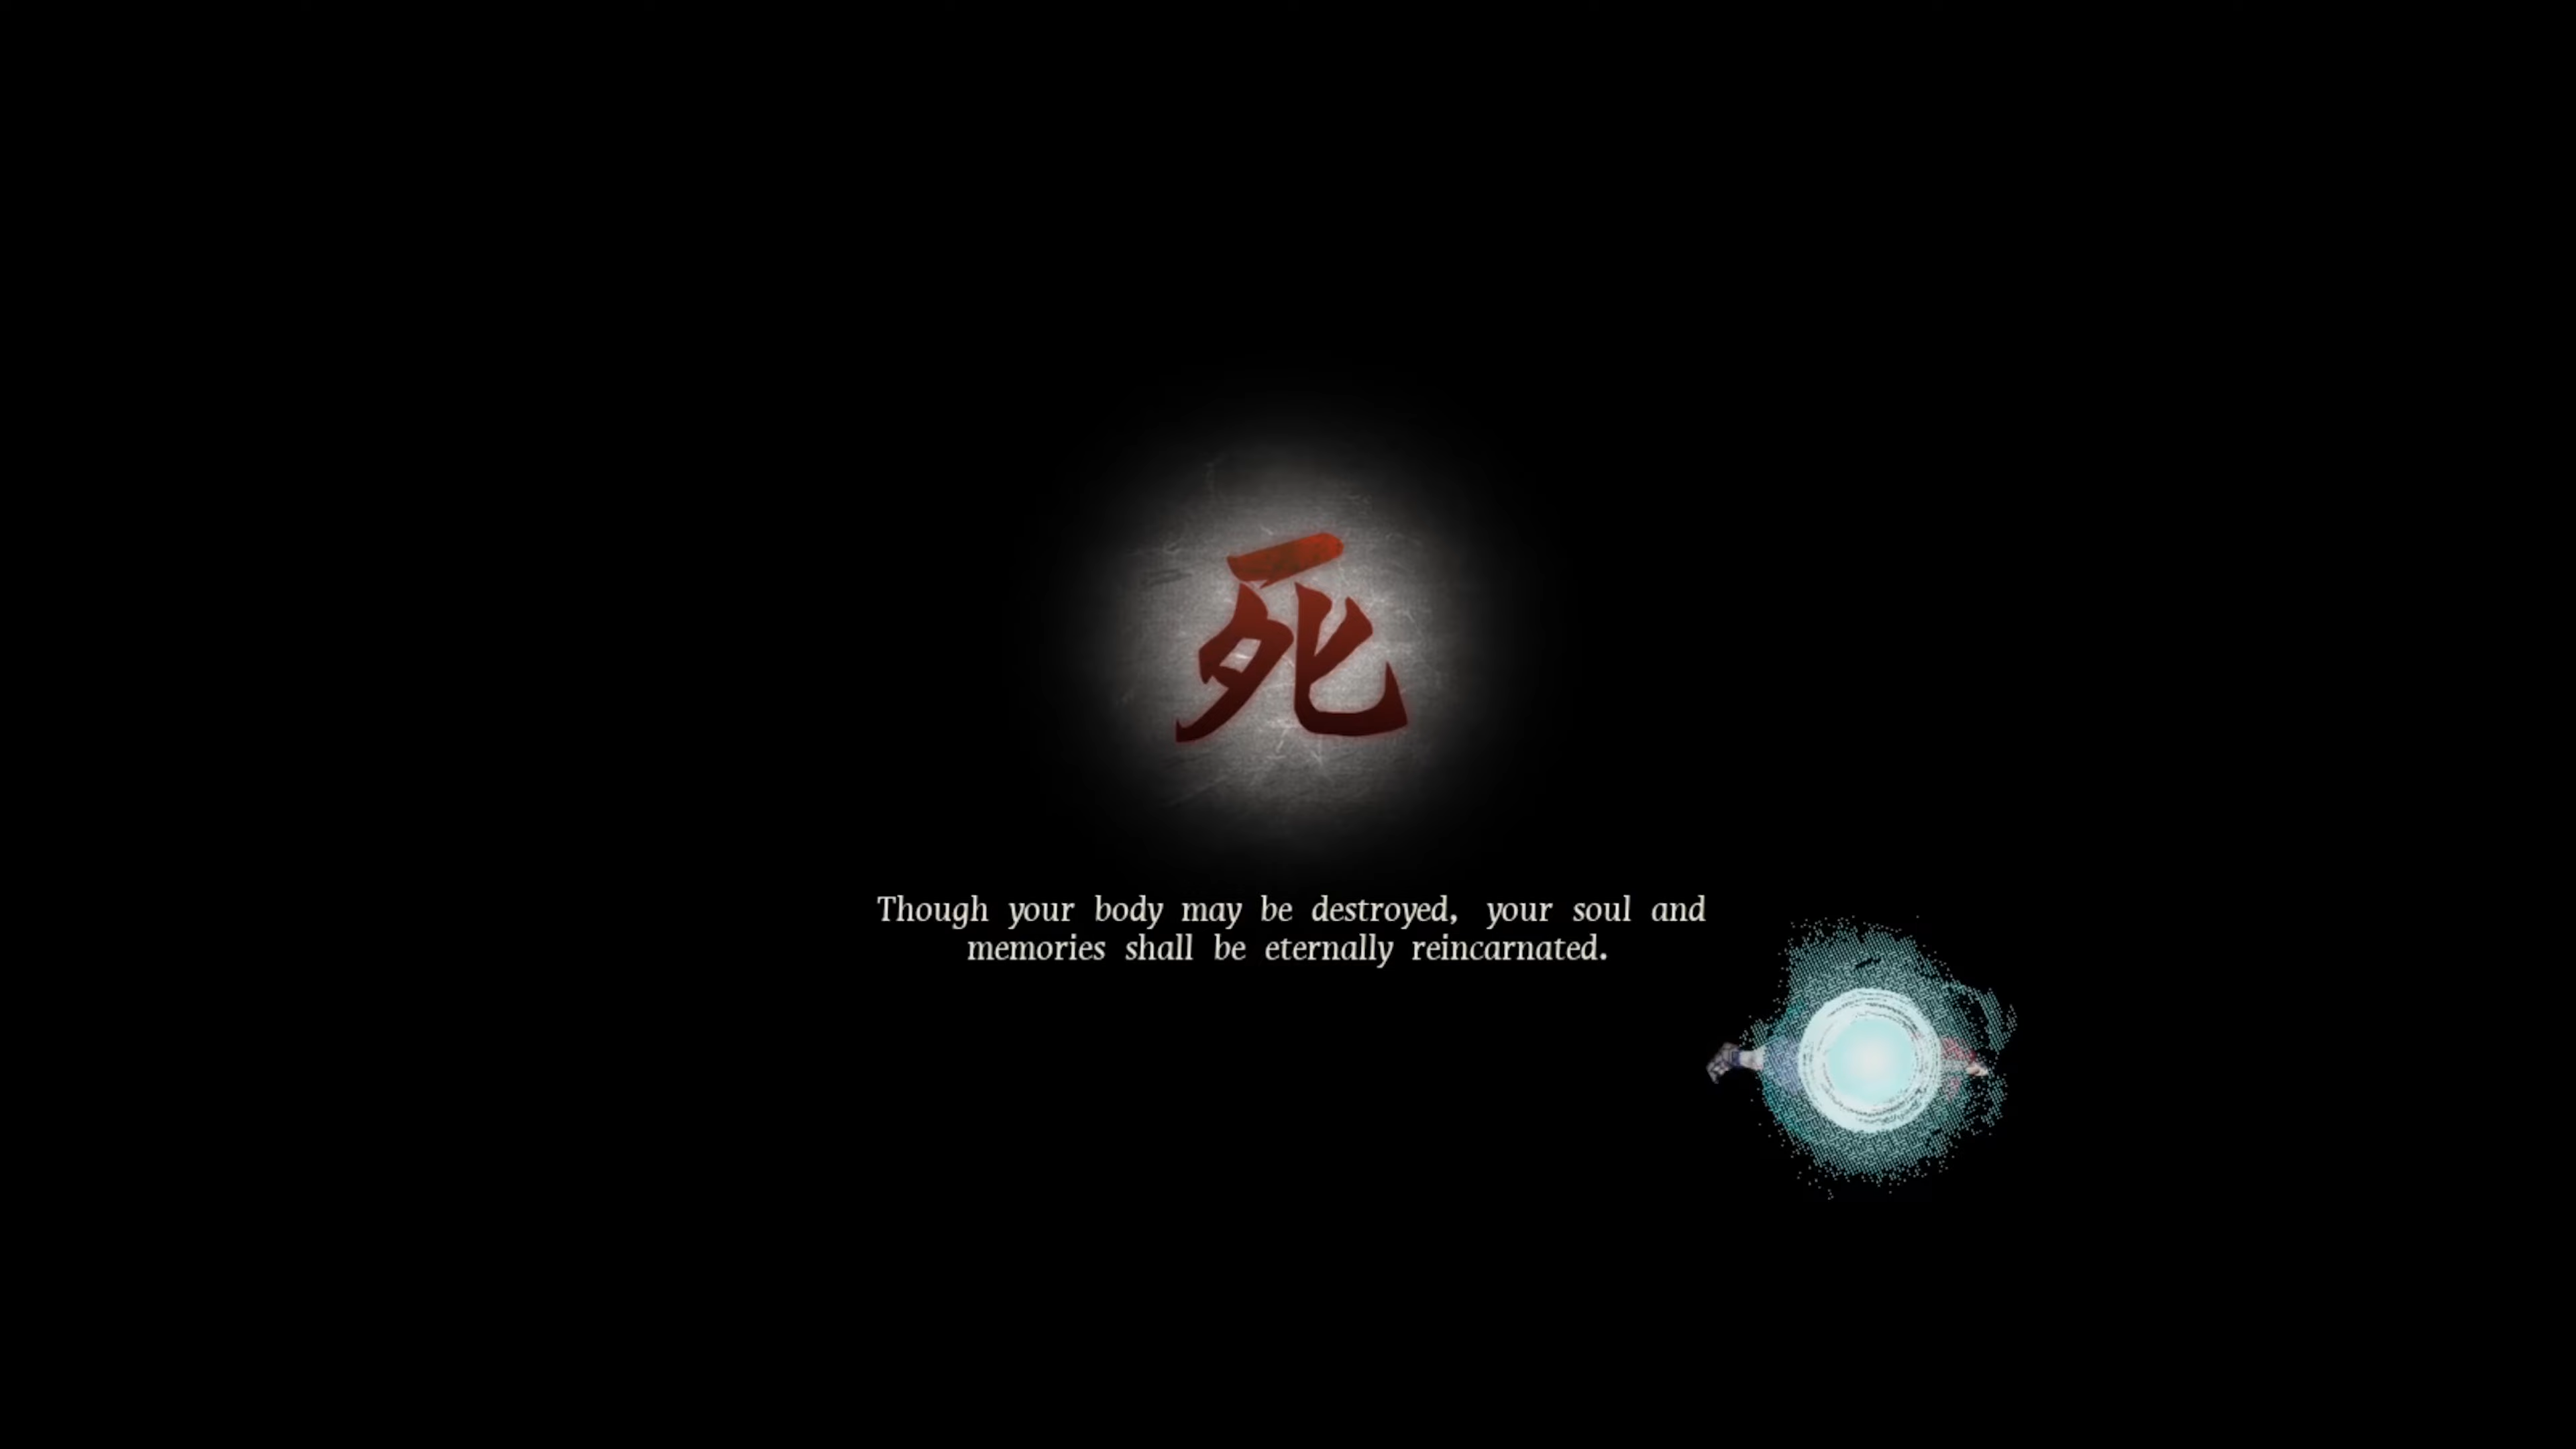 死
Though your body may be destroyed, your soul and
memories shall be eternally reincarnated.